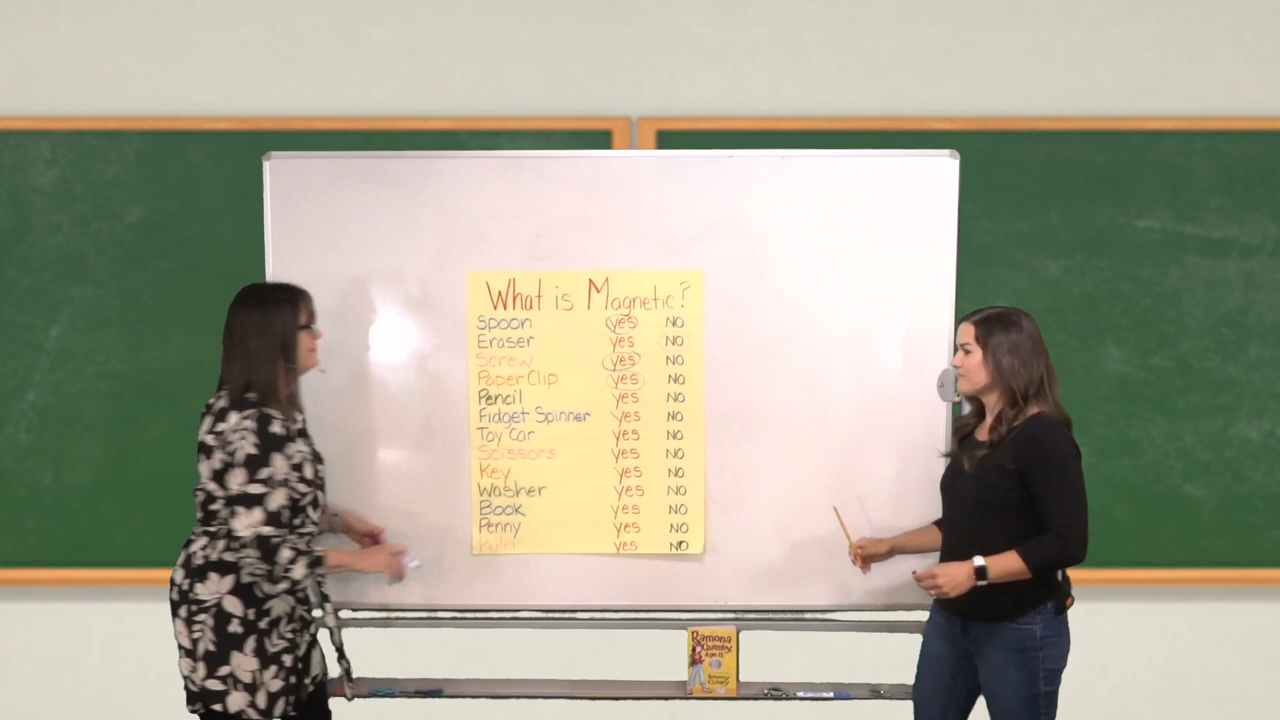 What is Magnetic?
Spoon yes NO
Eraser yes NO
Screw yes NO
Paper Clip yes NO
Pencil yes NO
Fidget Spinner yes NO
Toy Car yes NO
Scissors yes NO
Key yes NO
Washer yes NO
Book yes NO
Penny yes NO
yes NO
Ramona
Quimby,
Age 8
Cleary